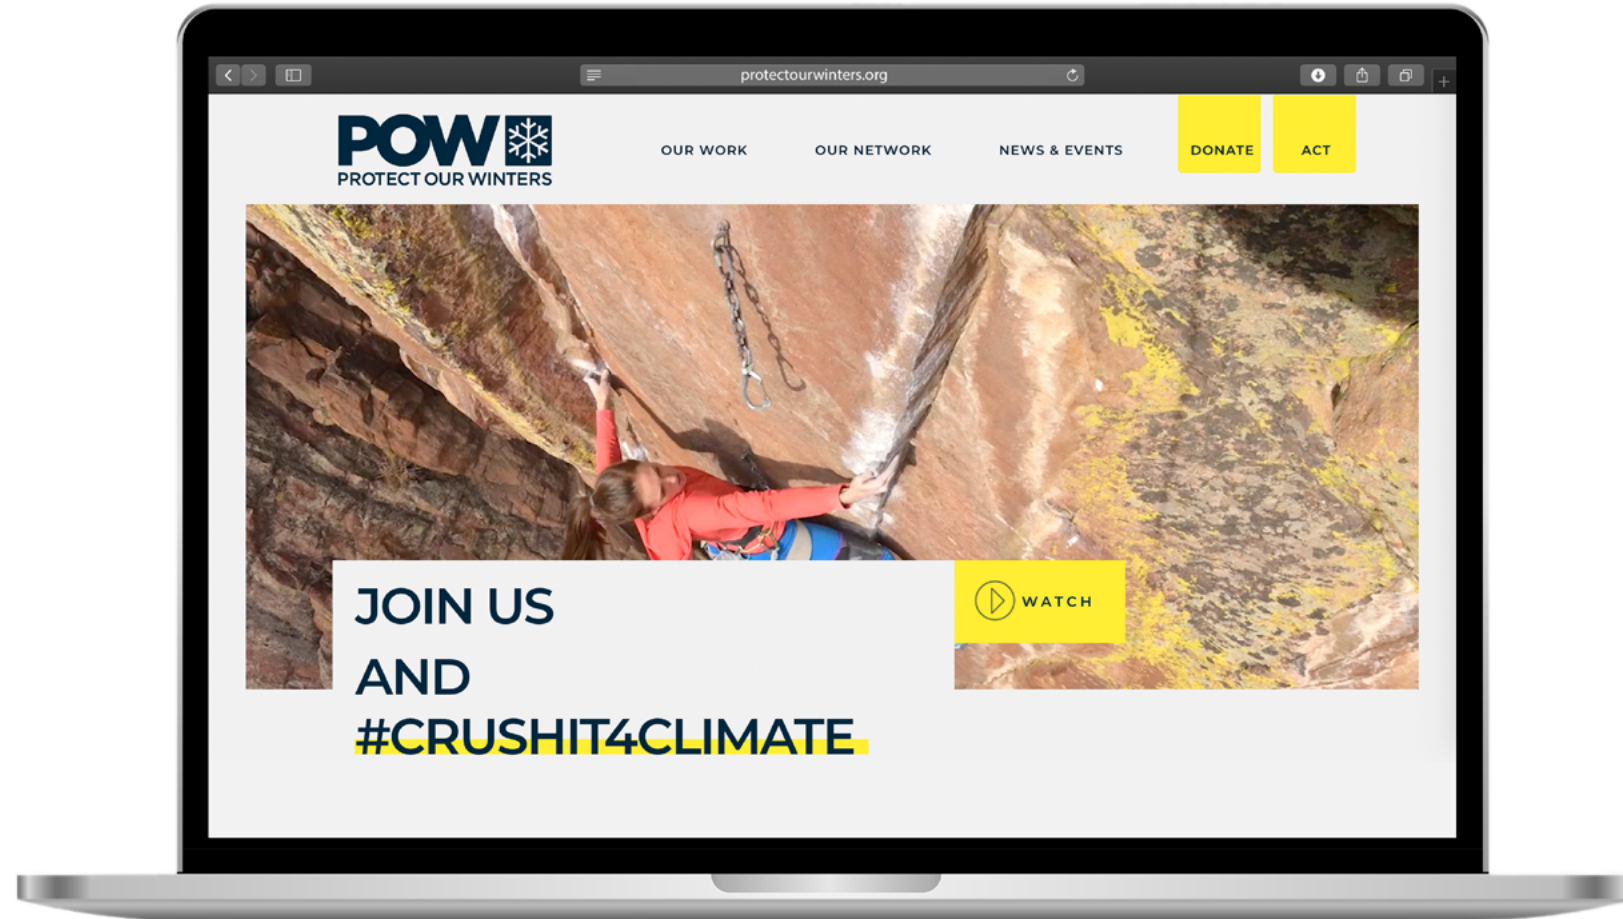 protectourwinters.org
POW
PROTECT OUR WINTERS
OUR WORK
OUR NETWORK
NEWS & EVENTS
DONATE
ACT
JOIN US
AND
#CRUSHIT4CLIMATE
WATCH